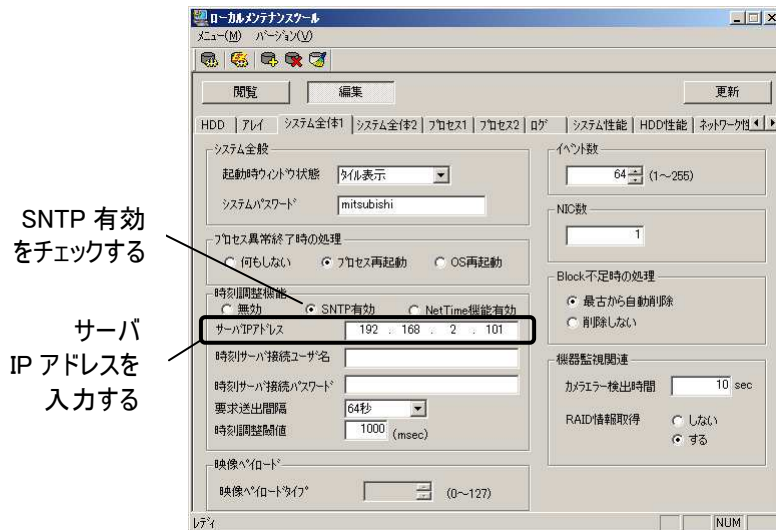 ローカルメンテナンスツール
メニュー(M) バージョン(V)
閲覧 編集 更新
HDD アレイ システム全体1 システム全体2 プロセス1 プロセス2 ログ システム性能 HDD性能 ネットワーク性
システム全般
起動時ウィンドウ状態 タイル表示
システムパスワード mitsubishi
プロセス異常終了時の処理
何もしない プロセス再起動 OS再起動
時刻調整機能
無効 SNTP有効 NetTime機能有効
サーバIPアドレス 192 . 168 . 2 . 101
時刻サーバ接続ユーザ名
時刻サーバ接続パスワード
要求送出間隔 64秒
時刻調整閾値 1000 (msec)
映像ペイロード
映像ペイロードタイプ (0～127)
イベント数
64 (1～255)
NIC数
1
Block不足時の処理
最古から自動削除
削除しない
機器監視関連
カメラエラー検出時間 10 sec
RAID情報取得 しない
する
レディ NUM
SNTP 有効
をチェックする
サーバ
IP アドレスを
入力する